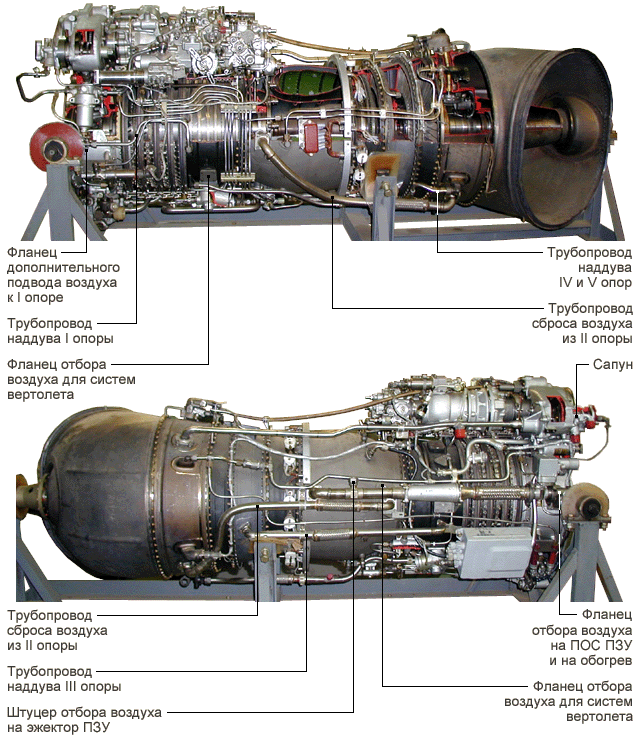 Фланец
дополнительного
подвода воздуха
к I опоре
Трубопровод
наддува I опоры
Фланец отбора
воздуха для систем
вертолета
Трубопровод
наддува
IV и V опор
Трубопровод
сброса воздуха
из II опоры
Сапун
Трубопровод
сброса воздуха
из II опоры
Трубопровод
наддува III опоры
Штуцер отбора воздуха
на эжектор ПЗУ
Фланец
отбора воздуха
на ПОС ПЗУ
и на обогрев
Фланец отбора
воздуха для систем
вертолета